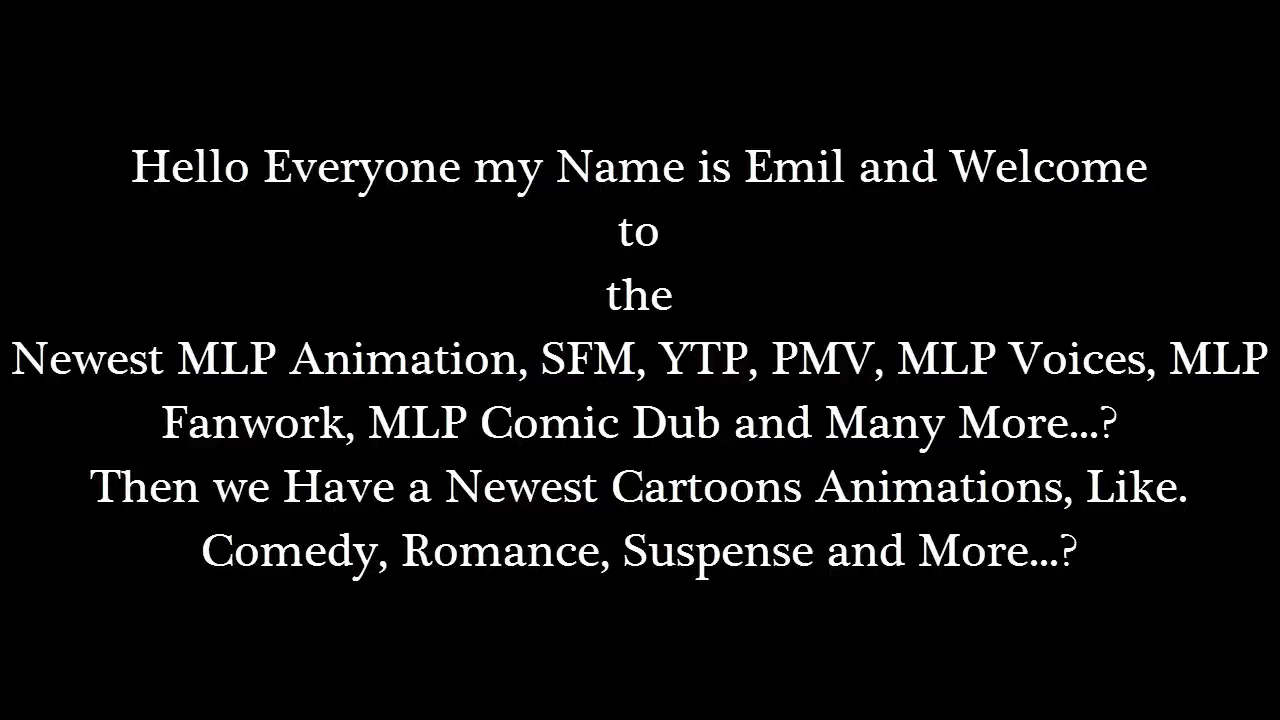 Hello Everyone my Name is Emil and Welcome
to
the
Newest MLP Animation, SFM, YTP, PMV, MLP Voices, MLP
Fanwork, MLP Comic Dub and Many More...?
Then we Have a Newest Cartoons Animations, Like.
Comedy, Romance, Suspense and More...?